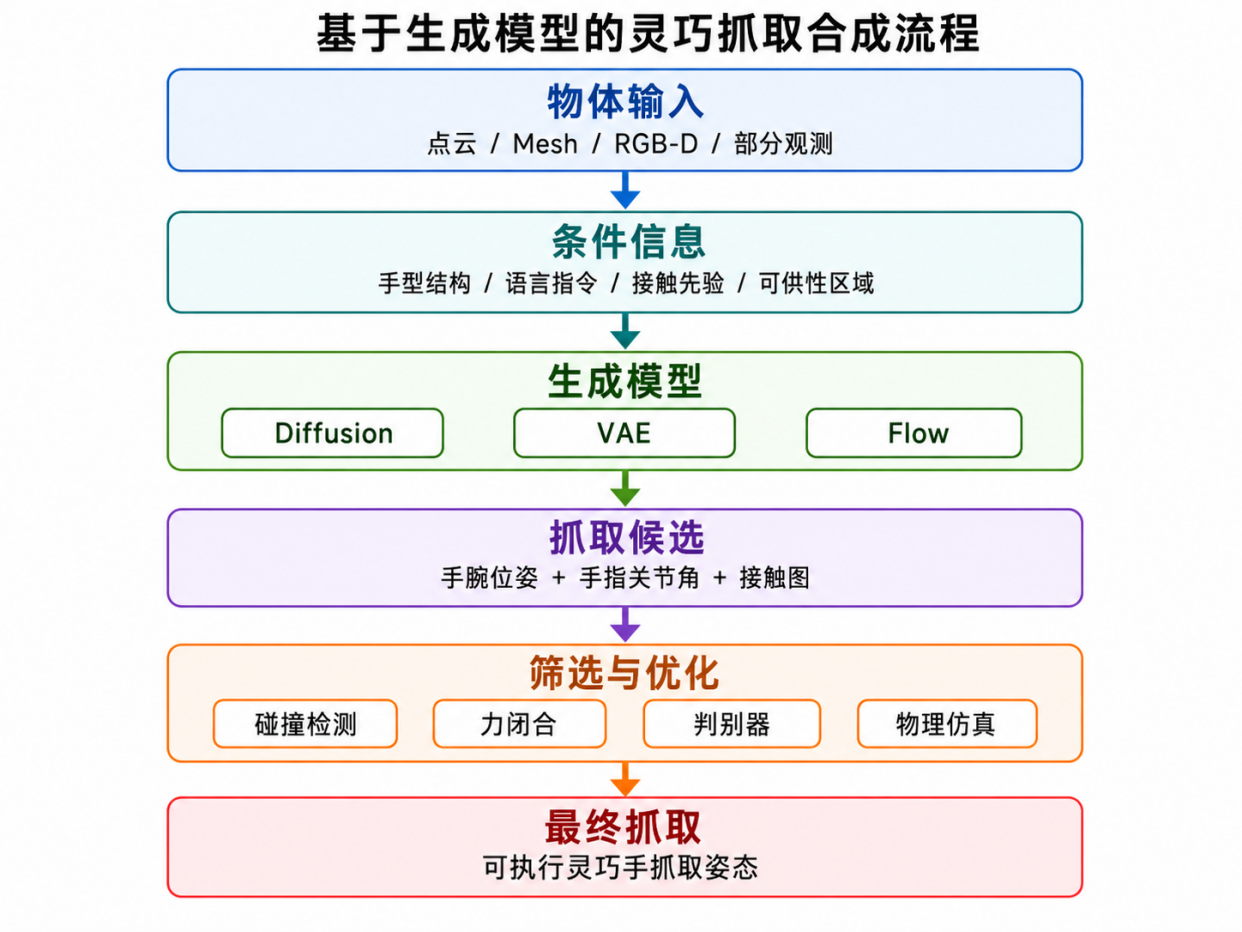 基于生成模型的灵巧抓取合成流程
物体输入
点云 / Mesh / RGB-D / 部分观测
条件信息
手型结构 / 语言指令 / 接触先验 / 可供性区域
生成模型
Diffusion
VAE
Flow
抓取候选
手腕位姿 + 手指关节角 + 接触图
筛选与优化
碰撞检测
力闭合
判别器
物理仿真
最终抓取
可执行灵巧手抓取姿态